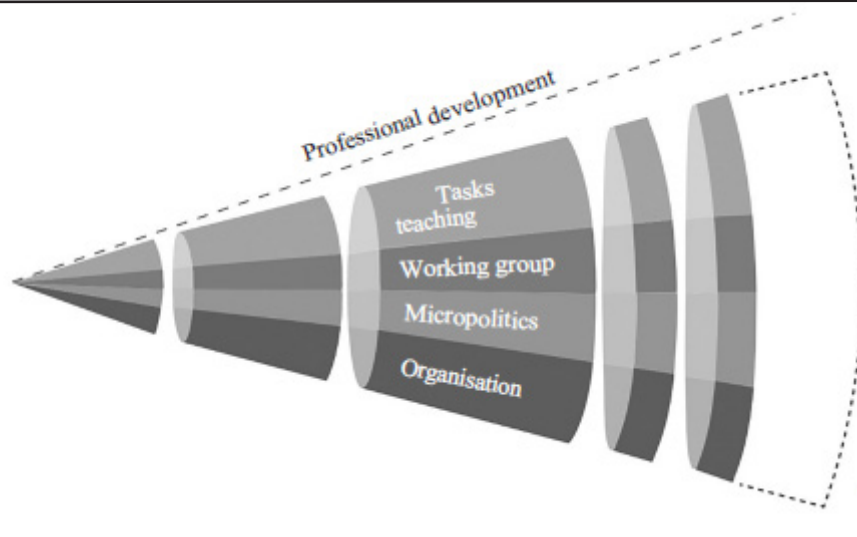 Professional development
Tasks
teaching
Working group
Micropolitics
Organisation